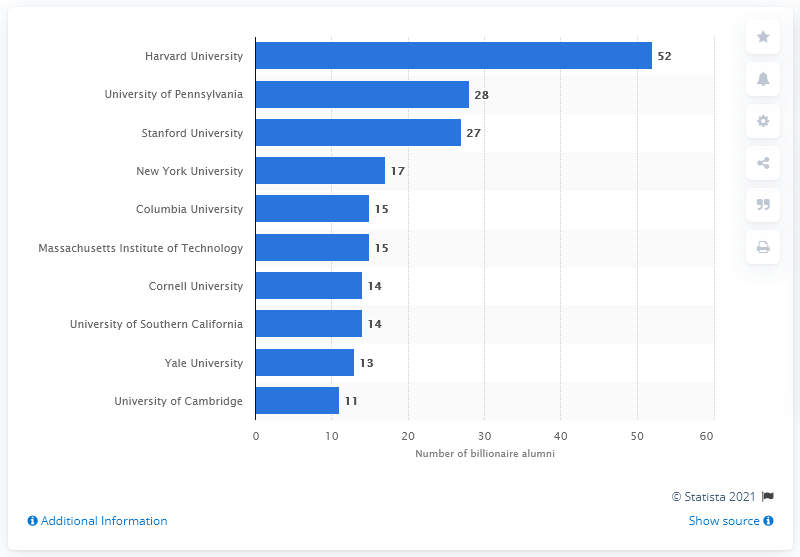 Harvard University 52
University of Pennsylvania 28
Stanford University 27
New York University 17
Columbia University 15
Massachusetts Institute of Technology 15
Cornell University 14
University of Southern California 14
Yale University 13
University of Cambridge 11
0 10 20 30 40 50 60
Number of billionaire alumni
© Statista 2021
Additional Information Show source